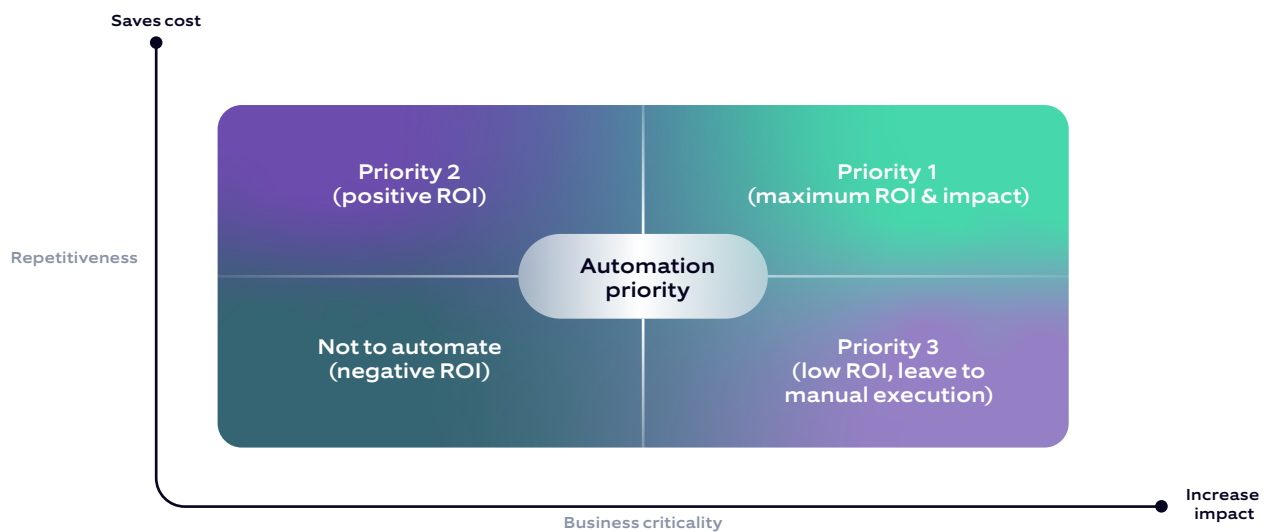 Saves cost
Priority 2
(positive ROI)
Priority 1
(maximum ROI & impact)
Repetitiveness
Automation
priority
Not to automate
(negative ROI)
Priority 3
(low ROI, leave to
manual execution)
Increase
impact
Business criticality